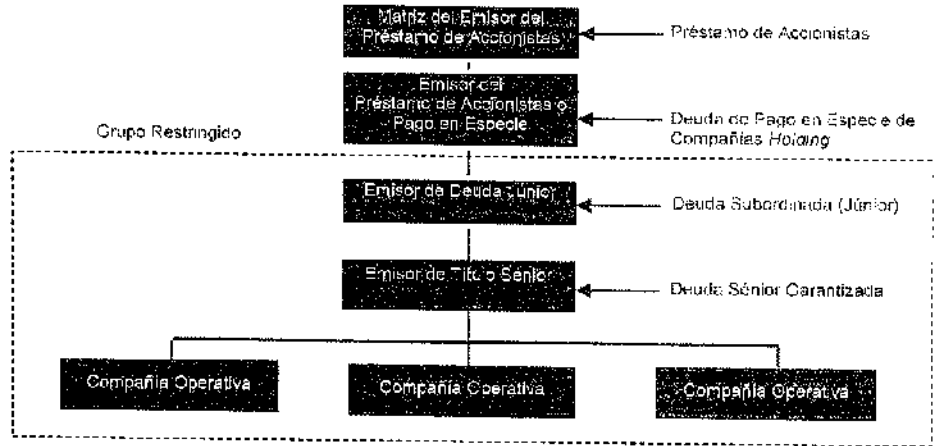 Matriz del Emisor del
Préstamo de Accionistas
Préstamo de Accionistas
Emisor del
Préstamo de Accionistas o
Pago en Especie
Deuda de Pago en Especie de
Compañías Holding
Grupo Restringido
Emisor de Deuda Júnior
Deuda Subordinada (Júnior)
Emisor de Título Sénior
Deuda Sénior Garantizada
Compañía Operativa
Compañía Operativa
Compañía Operativa